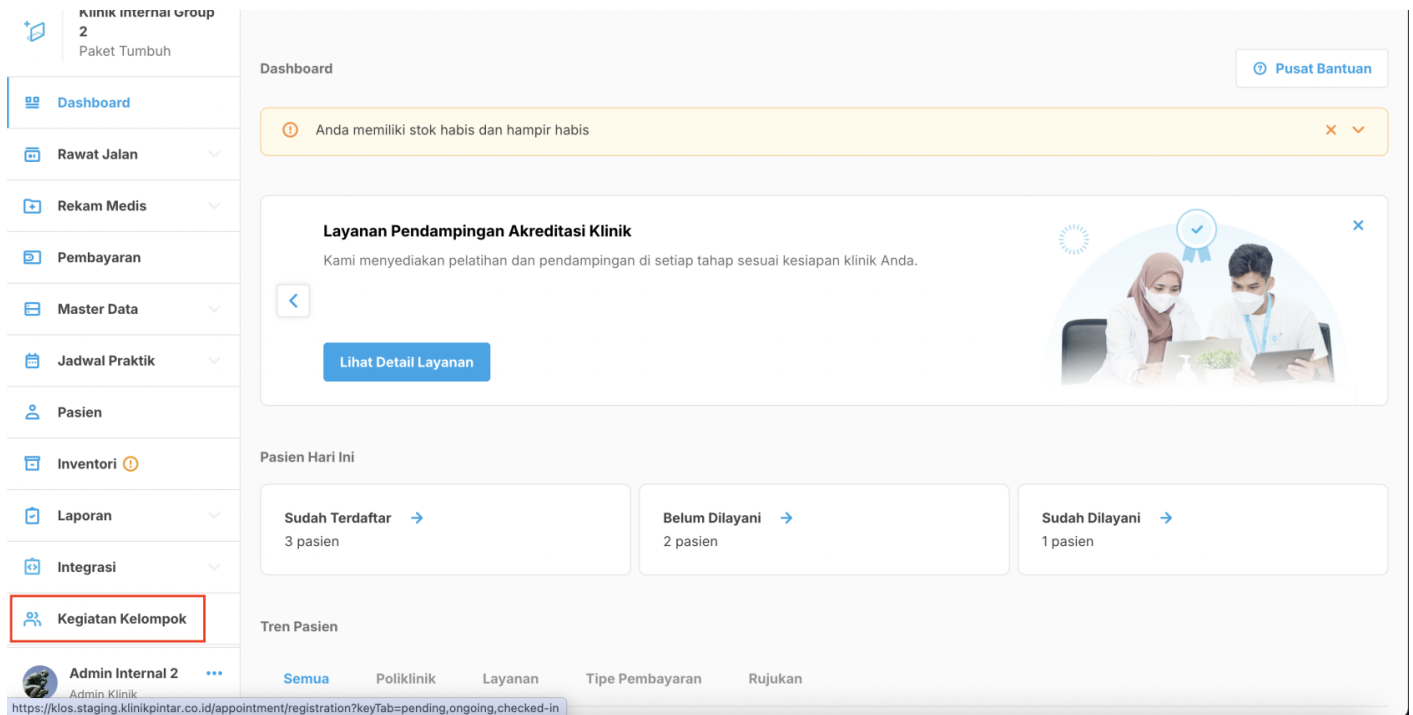 Klinik Internal Group
2
Paket Tumbuh
Dashboard
Rawat Jalan
Rekam Medis
Pembayaran
Master Data
Jadwal Praktik
Pasien
Inventori
Laporan
Integrasi
Kegiatan Kelompok
Admin Internal 2
Admin Klinik
https://klos.staging.klinikpintar.co.id/appointment/registration?keyTab=pending,ongoing,checked-in
Dashboard
Pusat Bantuan
Anda memiliki stok habis dan hampir habis
Layanan Pendampingan Akreditasi Klinik
Kami menyediakan pelatihan dan pendampingan di setiap tahap sesuai kesiapan klinik Anda.
Lihat Detail Layanan
Pasien Hari Ini
Sudah Terdaftar
3 pasien
Belum Dilayani
2 pasien
Sudah Dilayani
1 pasien
Tren Pasien
Semua Poliklinik Layanan Tipe Pembayaran Rujukan